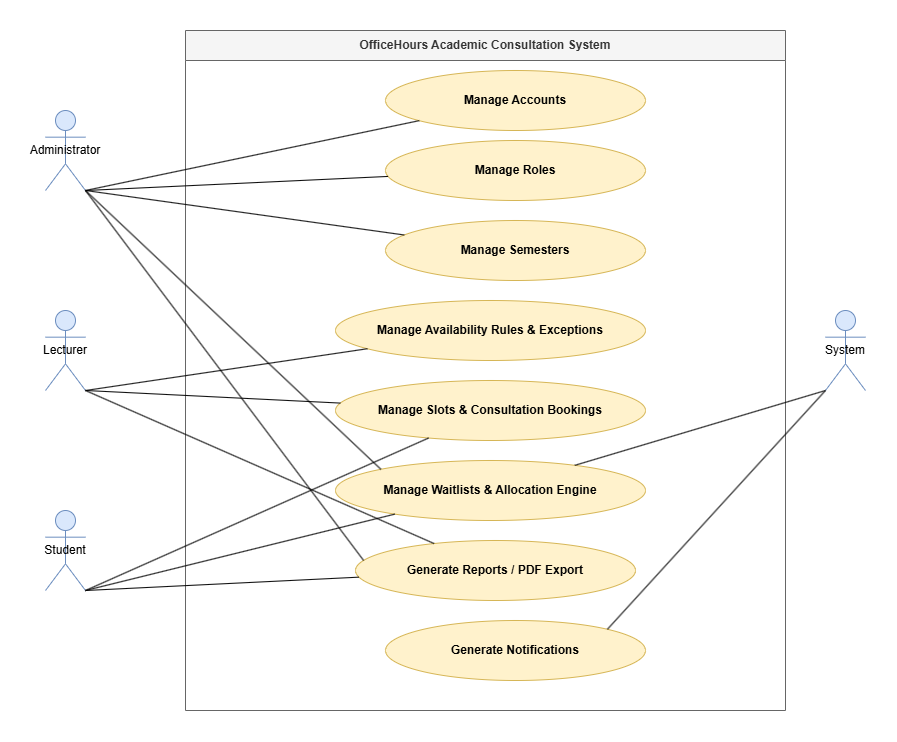 OfficeHours Academic Consultation System
Manage Accounts
Administrator
Manage Roles
Manage Semesters
Manage Availability Rules & Exceptions
Lecturer
System
Manage Slots & Consultation Bookings
Manage Waitlists & Allocation Engine
Student
Generate Reports / PDF Export
Generate Notifications